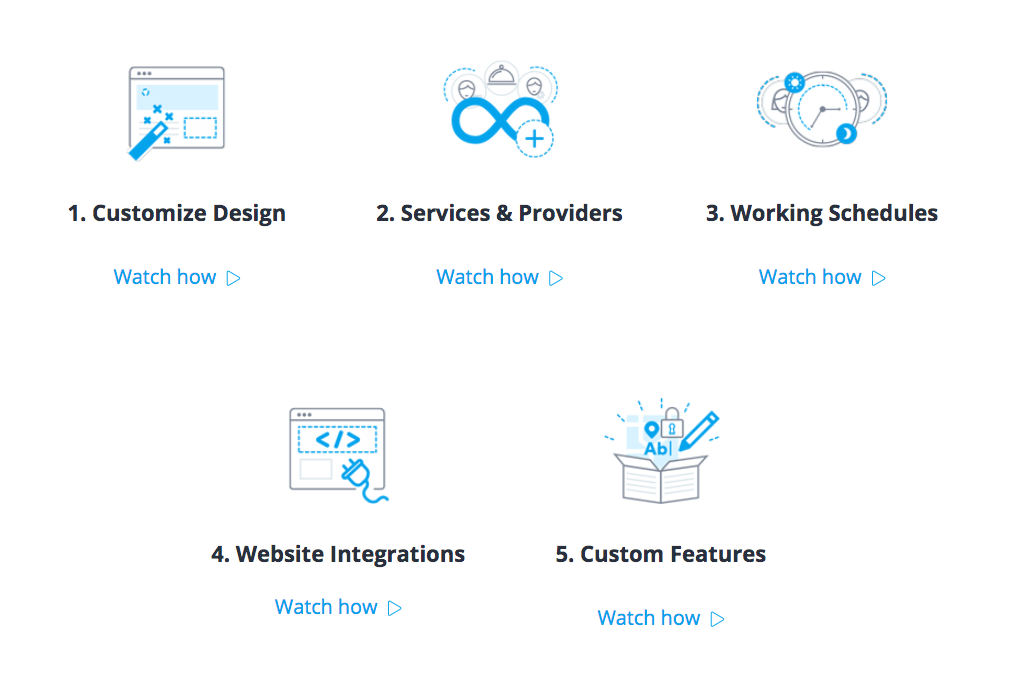 1. Customize Design
2. Services & Providers
3. Working Schedules
Watch how
Watch how
Watch how
</>
Ab
4. Website Integrations
5. Custom Features
Watch how
Watch how